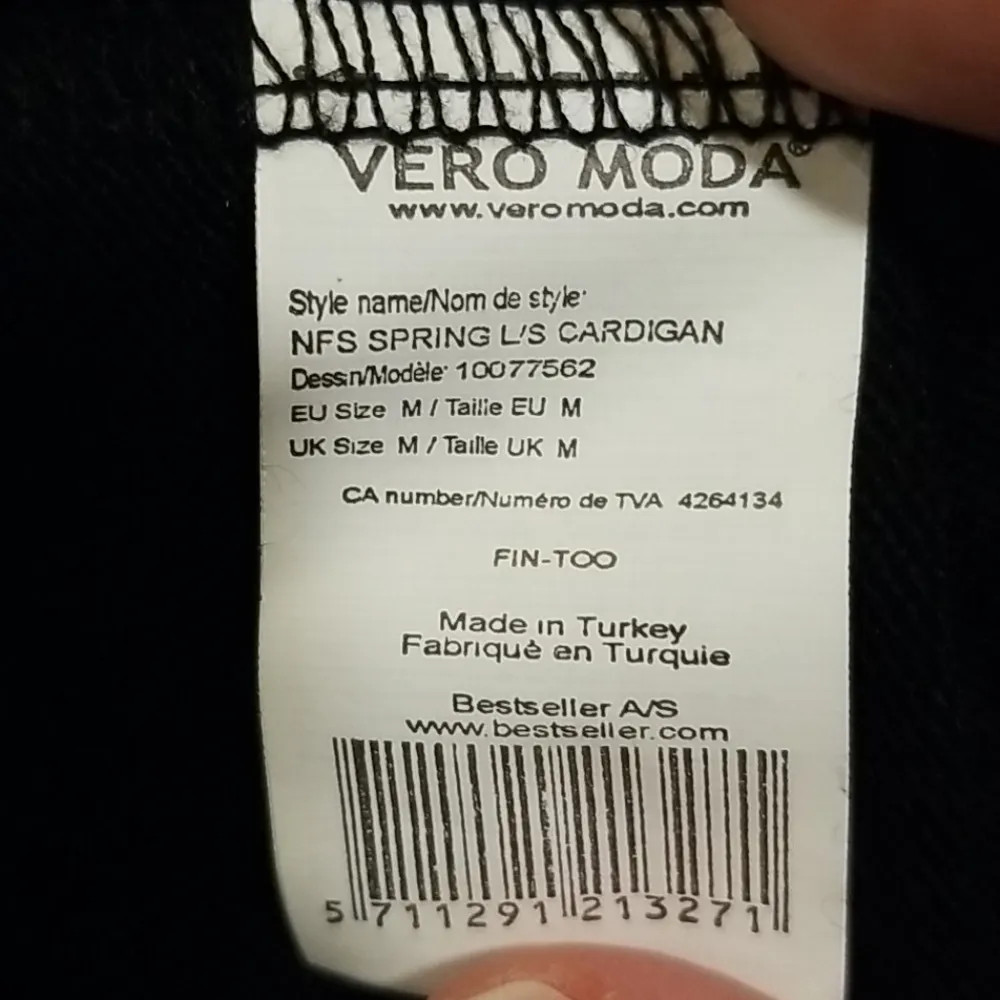 VERO MODA®
www.veromoda.com
Style name/Nom de style:
NFS SPRING L/S CARDIGAN
Dessin/Modèle: 10077562
EU Size M / Taille EU M
UK Size M / Taille UK M
CA number/Numéro de TVA 4264134
FIN-TOO
Made in Turkey
Fabriqué en Turquie
Bestseller A/S
www.bestseller.com
5 711291 213271